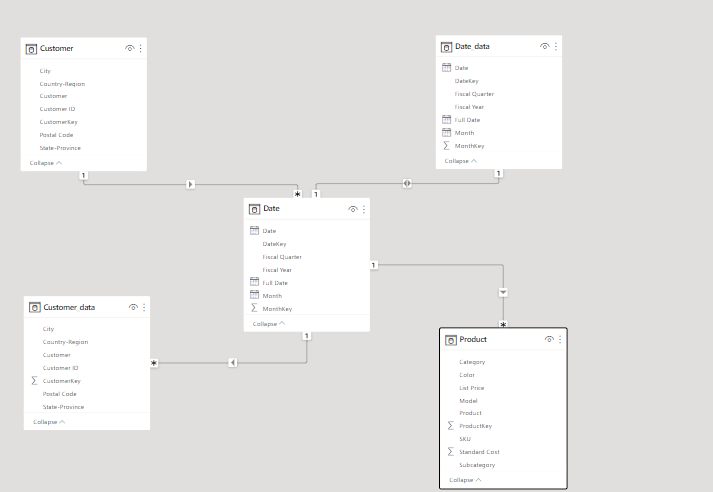 Customer
City
Country-Region
Customer
Customer ID
CustomerKey
Postal Code
State-Province
Collapse
1
*
Date_data
Date
DateKey
Fiscal Quarter
Fiscal Year
Full Date
Month
MonthKey
Collapse
1
1
Date
Date
DateKey
Fiscal Quarter
Fiscal Year
Full Date
Month
MonthKey
Collapse
1
1
*
Customer_data
City
Country-Region
Customer
Customer ID
CustomerKey
Postal Code
State-Province
Collapse
*
Product
Category
Color
List Price
Model
Product
ProductKey
SKU
Standard Cost
Subcategory
Collapse